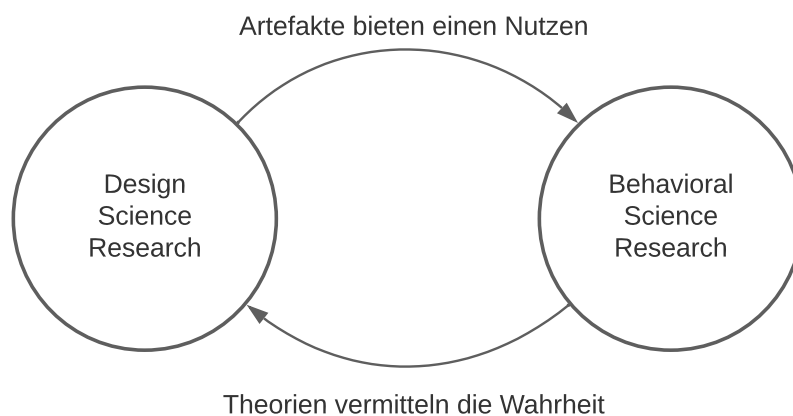 Artefakte bieten einen Nutzen
Design
Science
Research
Behavioral
Science
Research
Theorien vermitteln die Wahrheit